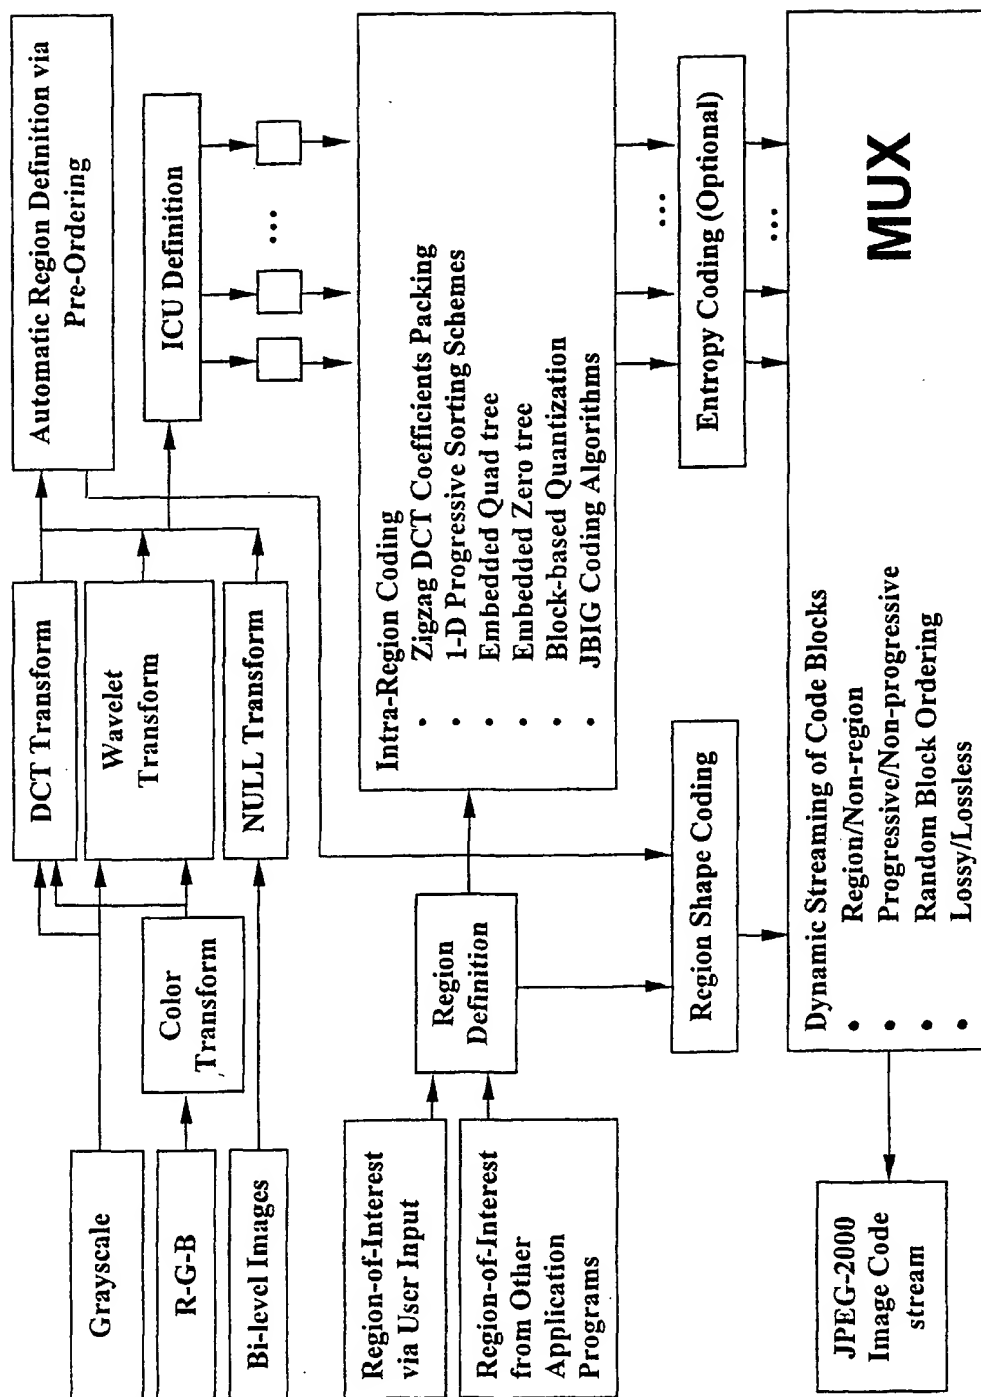 Grayscale
R-G-B
Bi-level Images
Color
Transform
DCT Transform
Wavelet
Transform
NULL Transform
Automatic Region Definition via
Pre-Ordering
ICU Definition
...
Region-of-Interest
via User Input
Region-of-Interest
from Other
Application
Programs
Region
Definition
Intra-Region Coding
• Zigzag DCT Coefficients Packing
• 1-D Progressive Sorting Schemes
• Embedded Quad tree
• Embedded Zero tree
• Block-based Quantization
• JBIG Coding Algorithms
...
Region Shape Coding
Entropy Coding (Optional)
...
Dynamic Streaming of Code Blocks
• Region/Non-region
• Progressive/Non-progressive
• Random Block Ordering
• Lossy/Lossless
MUX
JPEG-2000
Image Code
stream